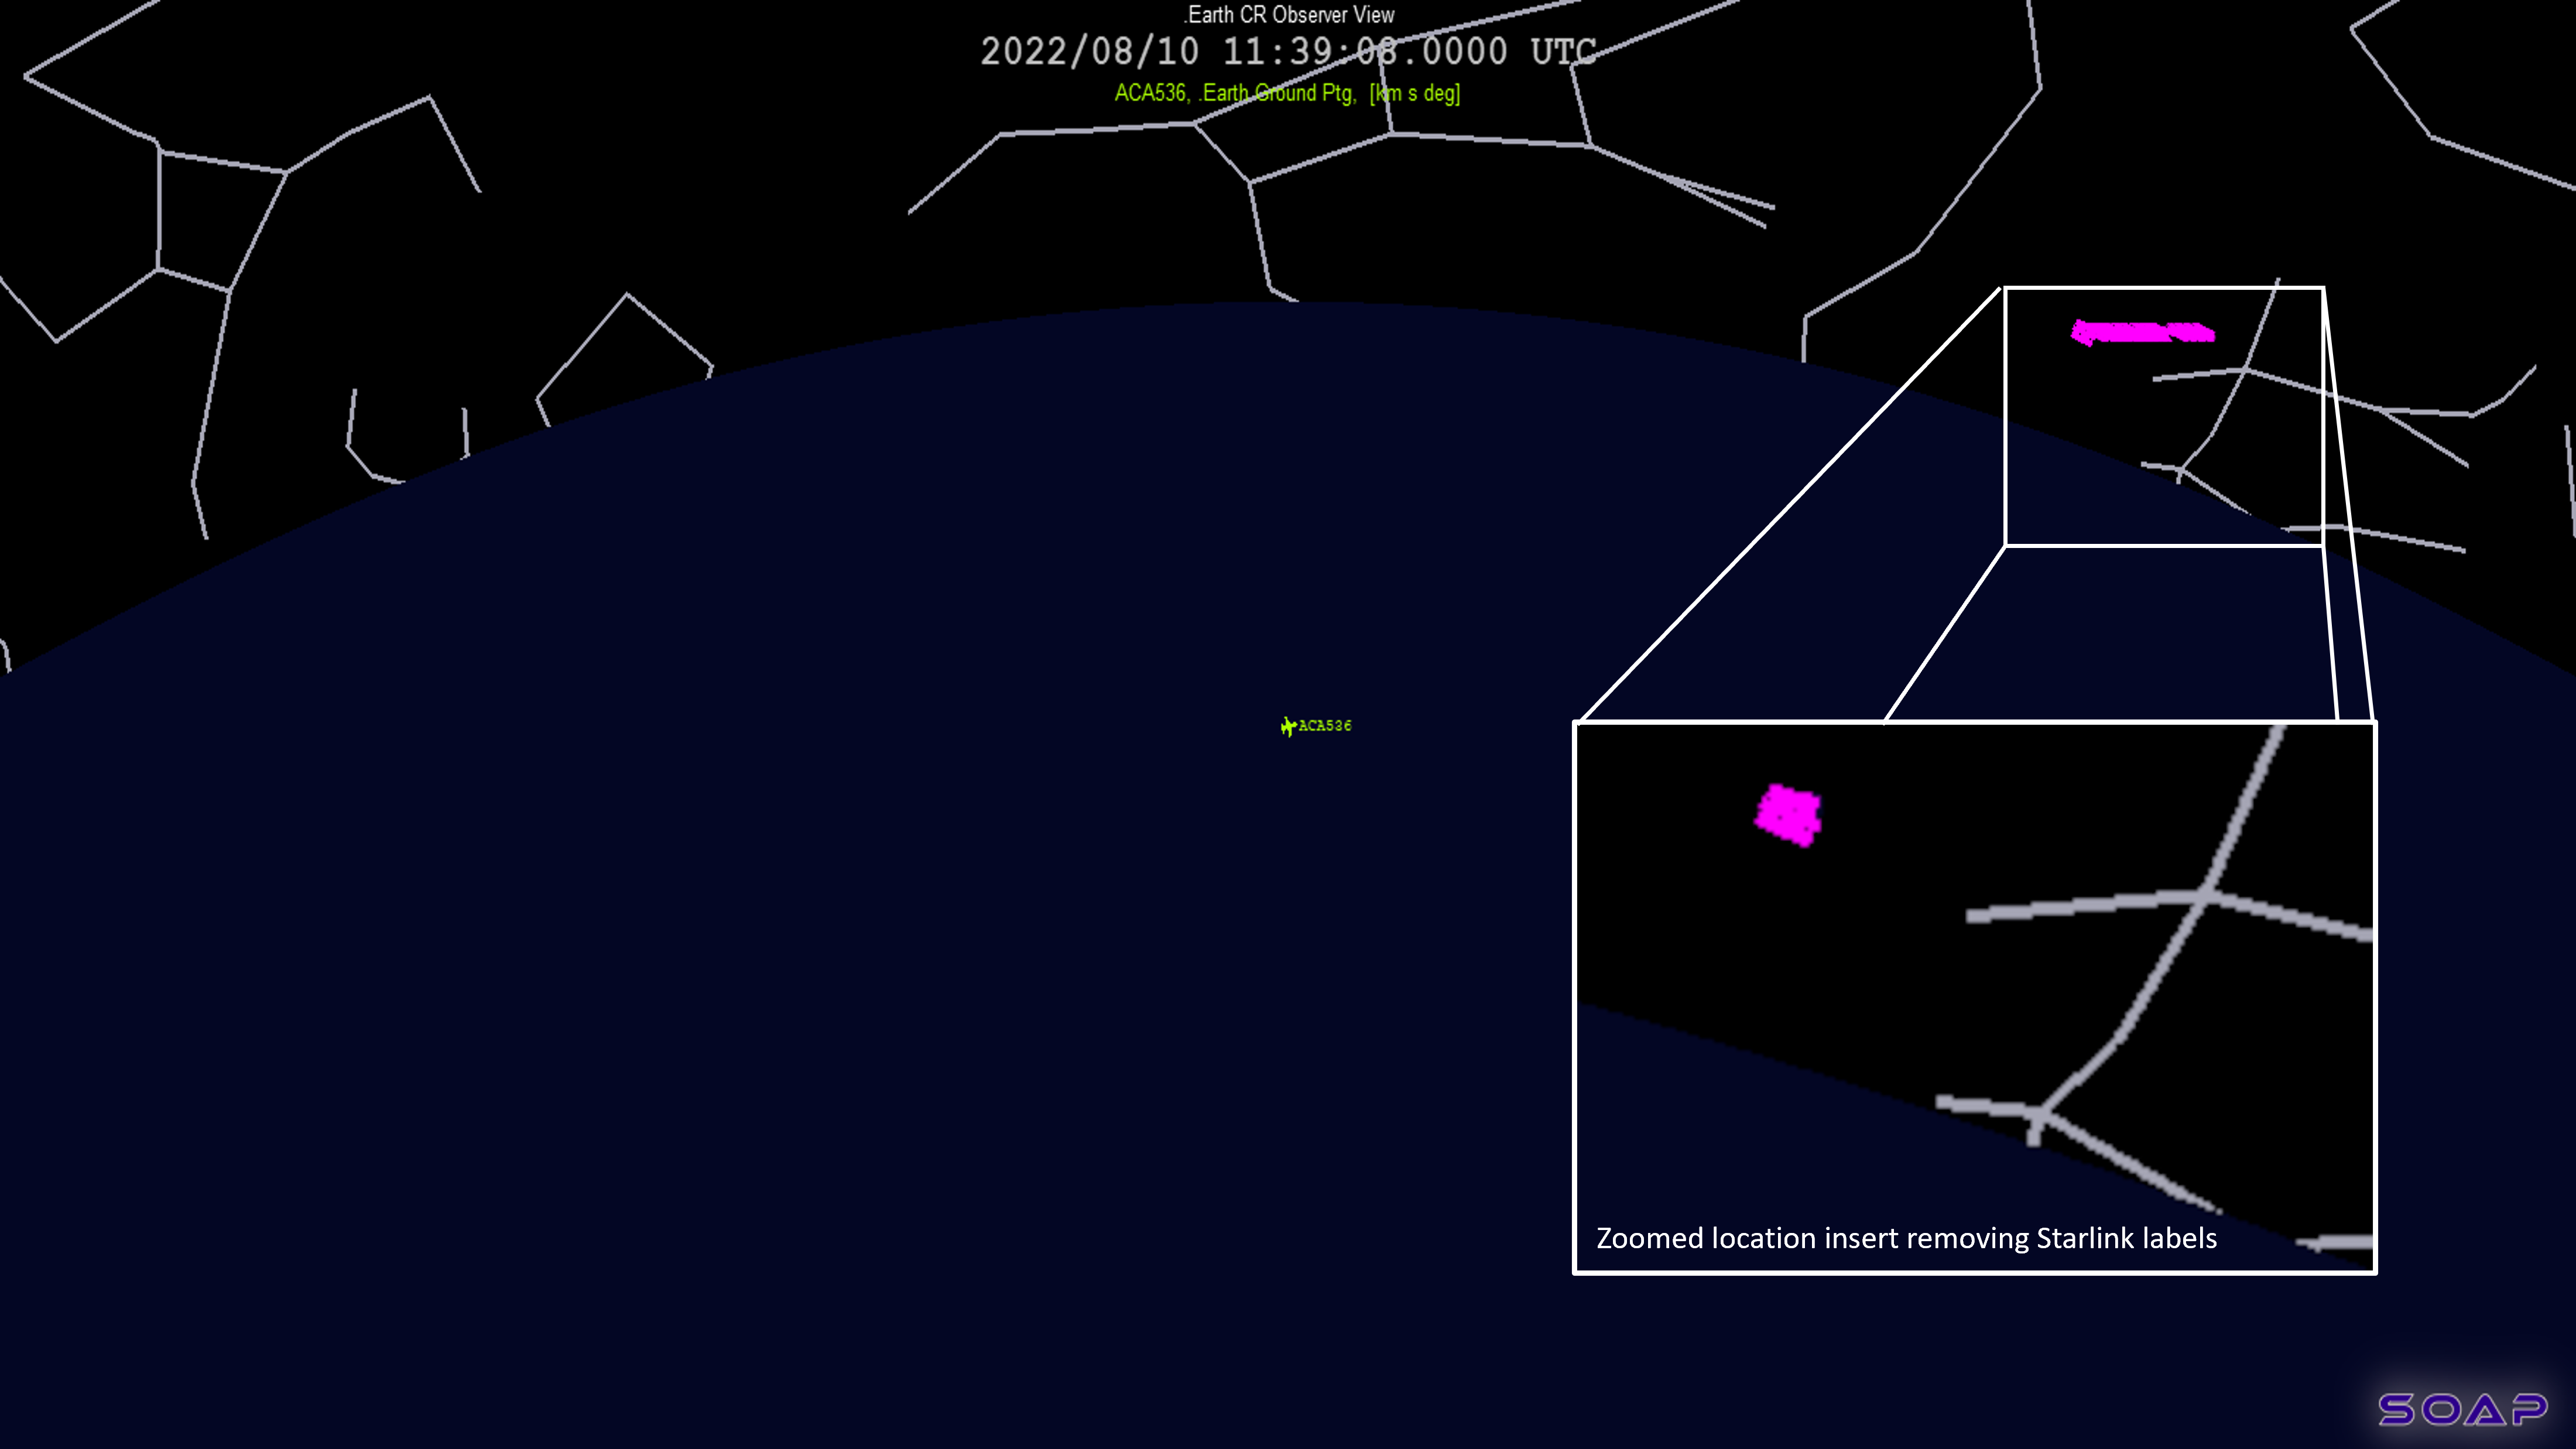 .Earth CR Observer View
2022/08/10 11:39:08.0000 UTC
ACA536, .Earth Ground Ptg, [km s deg]
ACA536
Zoomed location insert removing Starlink labels
SOAP